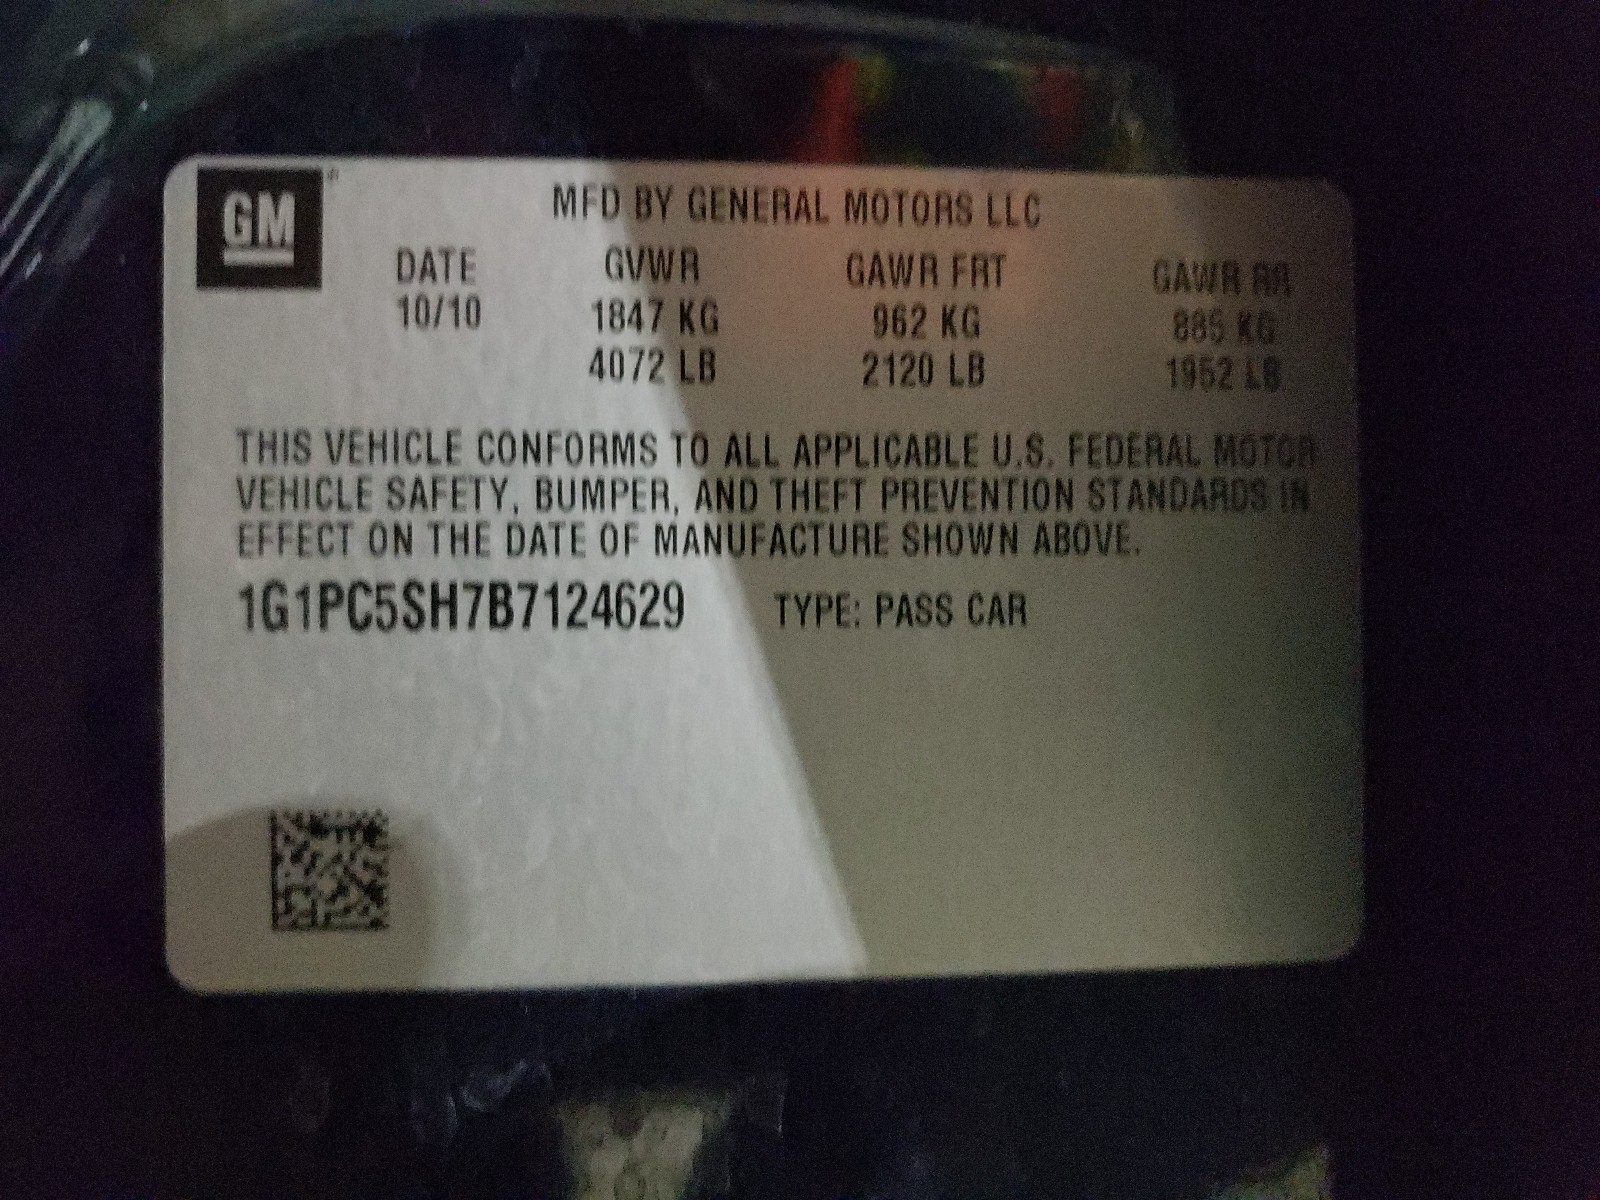 GM
MFD BY GENERAL MOTORS LLC
DATE GVWR GAWR FRT GAWR RR
10/10 1847 KG 962 KG 885 KG
4072 LB 2120 LB 1952 LB
THIS VEHICLE CONFORMS TO ALL APPLICABLE U.S. FEDERAL MOTOR
VEHICLE SAFETY, BUMPER, AND THEFT PREVENTION STANDARDS IN
EFFECT ON THE DATE OF MANUFACTURE SHOWN ABOVE.
1G1PC5SH7B7124629 TYPE: PASS CAR